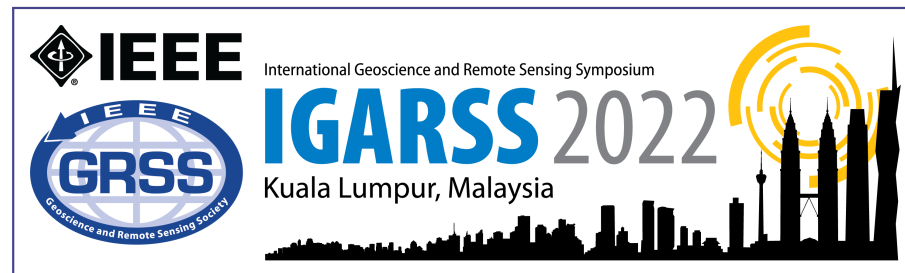 IEEE
®
IEEE
GRSS
Geoscience and Remote Sensing Society
International Geoscience and Remote Sensing Symposium
IGARSS 2022
Kuala Lumpur, Malaysia